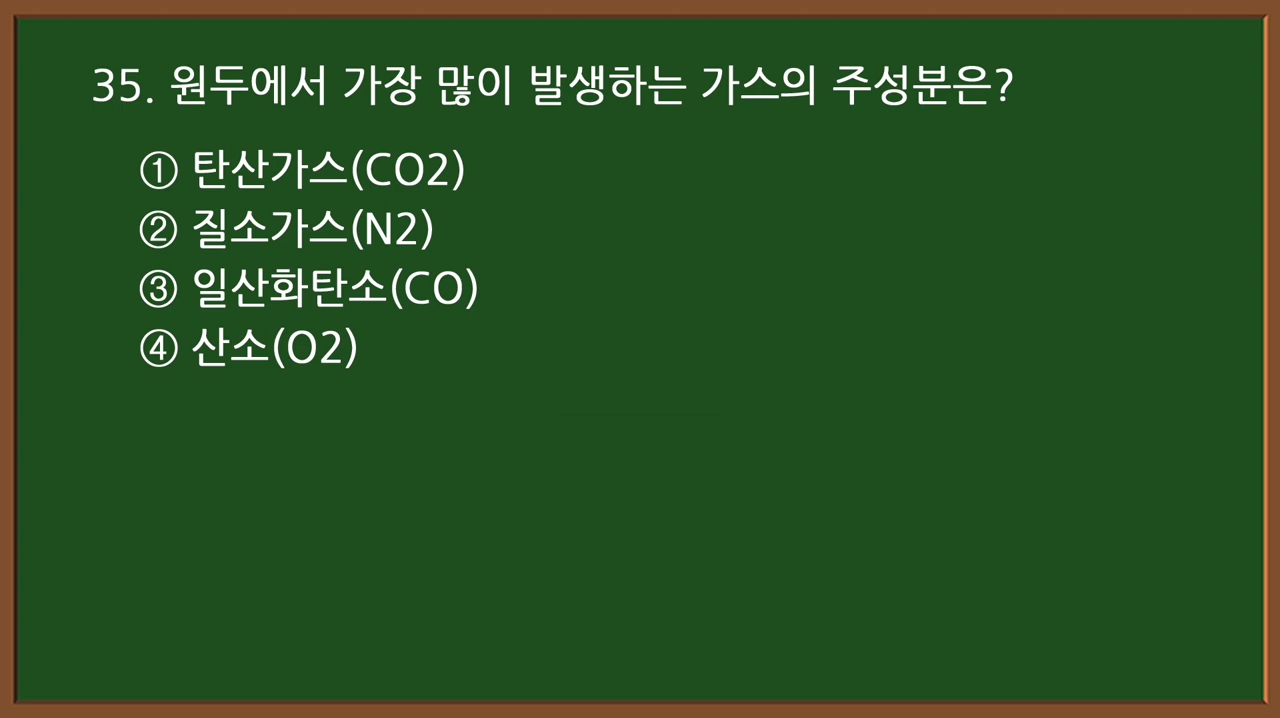 35. 원두에서 가장 많이 발생하는 가스의 주성분은?
① 탄산가스(CO2)
② 질소가스(N2)
③ 일산화탄소(CO)
④ 산소(O2)